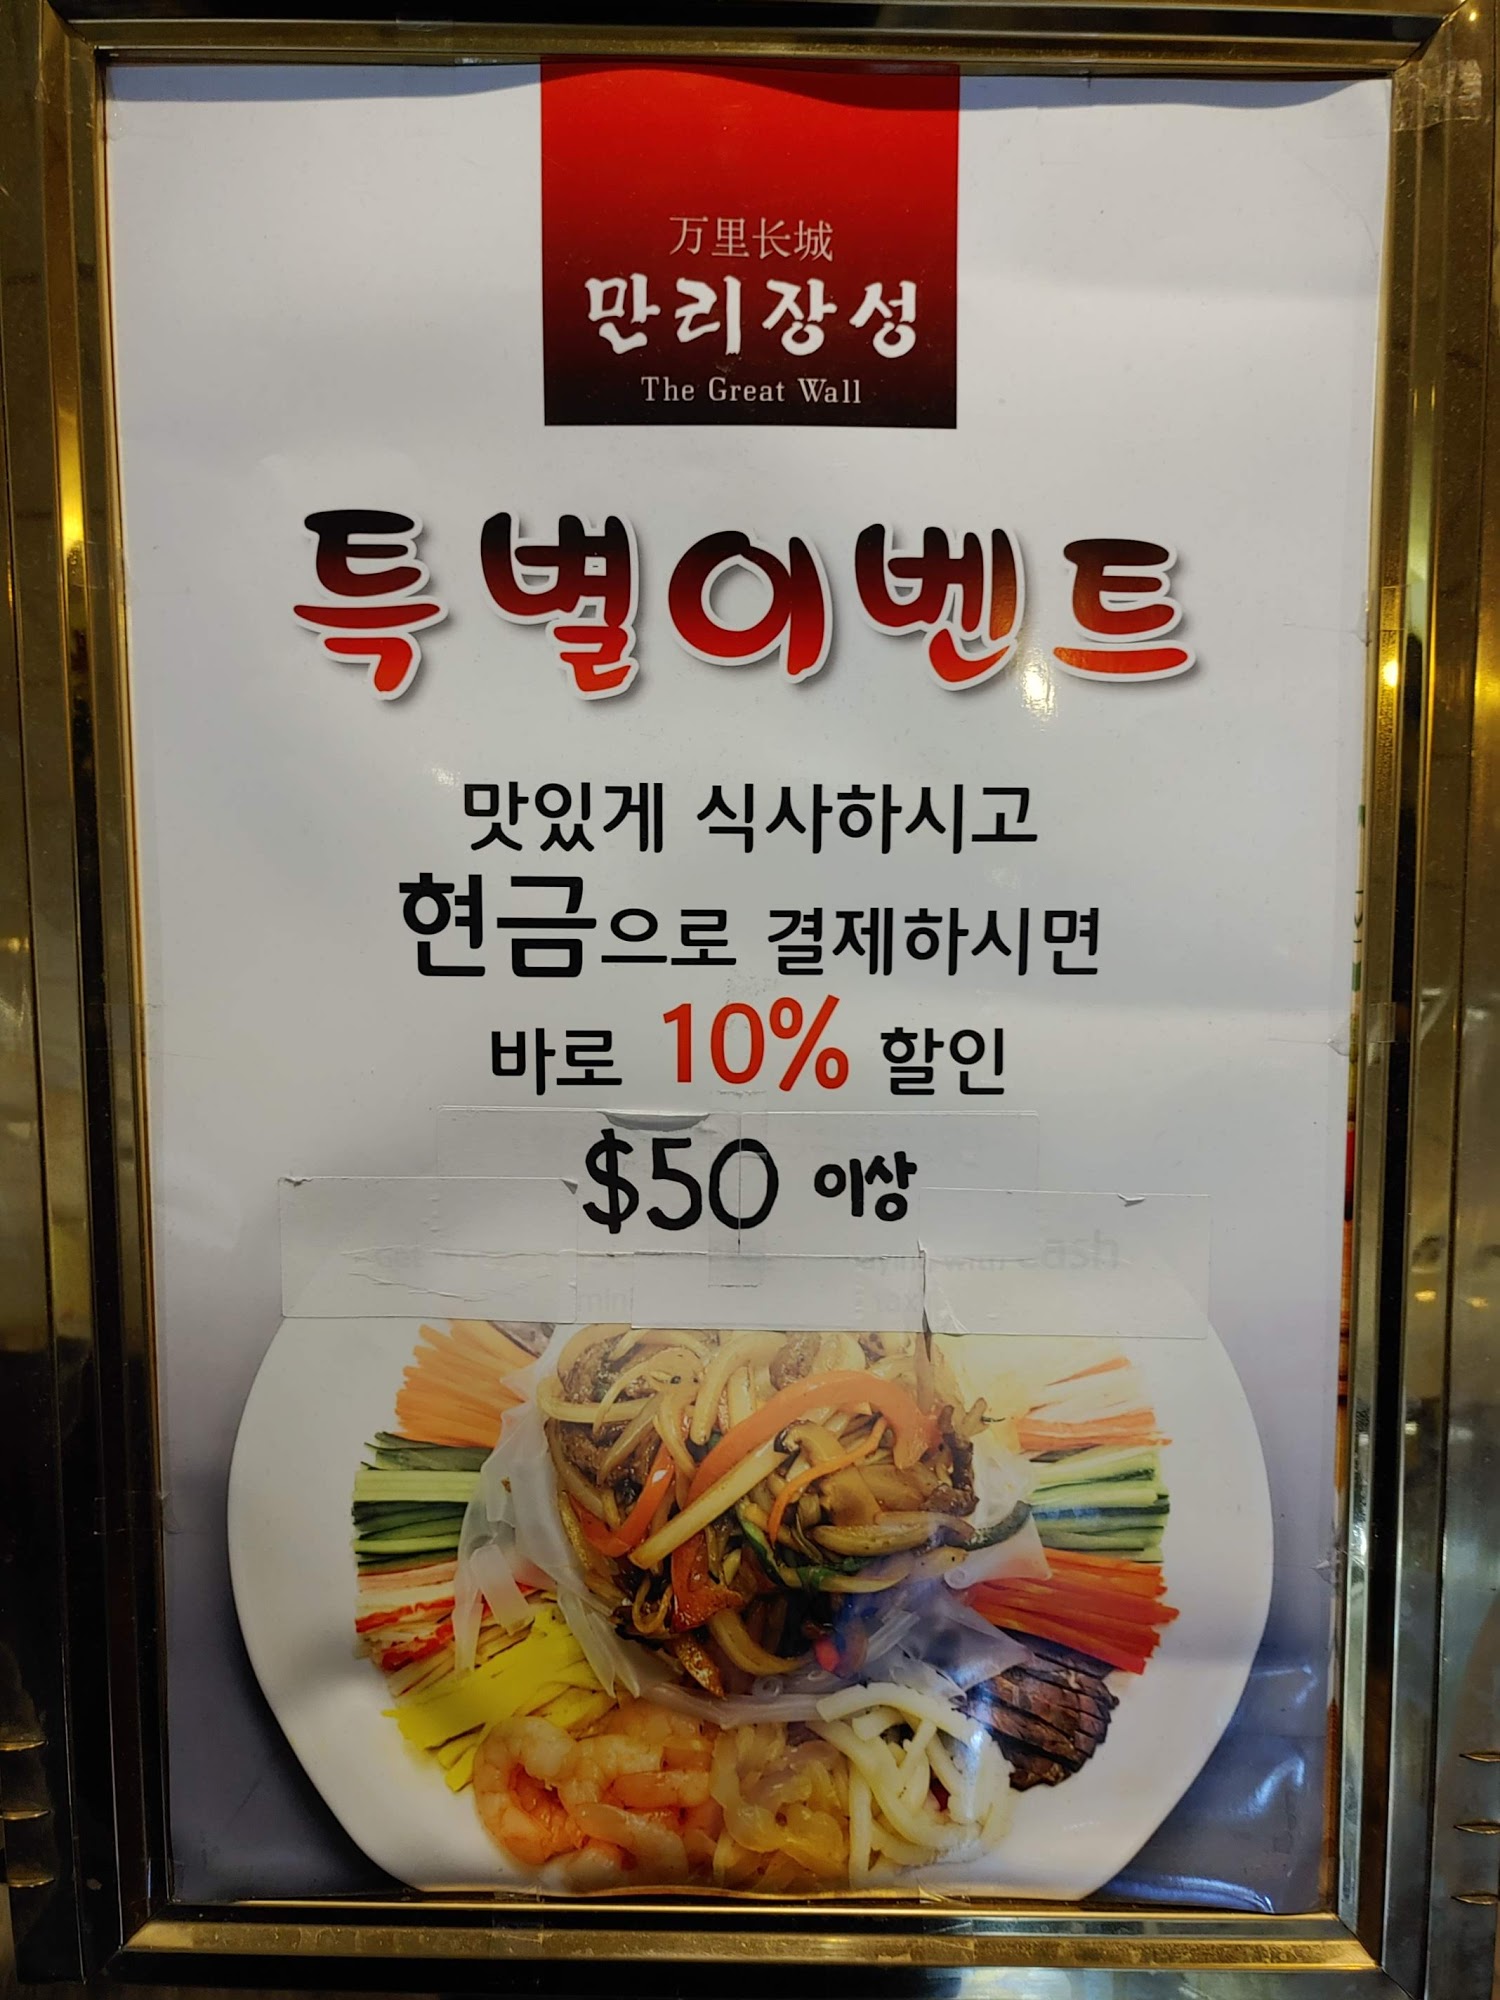 万里长城
만리장성
The Great Wall
특별이벤트
맛있게 식사하시고
현금으로 결제하시면
바로 10% 할인
$50 이상
with cash